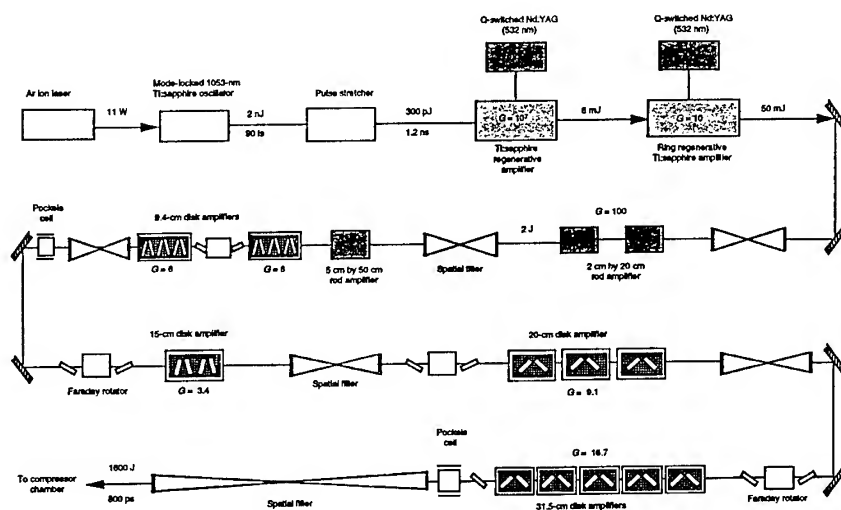 Q-switched Nd:YAG
(532 nm)
Q-switched Nd:YAG
(532 nm)
Ar ion laser
Mode-locked 1053-nm
Ti:sapphire oscillator
Pulse stretcher
11 W
2 nJ
90 fs
300 pJ
1.2 ns
G = 10⁷
6 mJ
G = 10
50 mJ
Ti:sapphire
regenerative
amplifier
Ring regenerative
Ti:sapphire amplifier
Pockels
cell
9.4-cm disk amplifiers
G = 100
2 J
G = 6
G = 5
5 cm by 50 cm
rod amplifier
Spatial filter
2 cm by 20 cm
rod amplifier
15-cm disk amplifier
20-cm disk amplifier
Faraday rotator
G = 3.4
Spatial filter
G = 9.1
Pockels
cell
G = 16.7
To compressor
chamber
1600 J
800 ps
Spatial filter
31.5-cm disk amplifiers
Faraday rotator